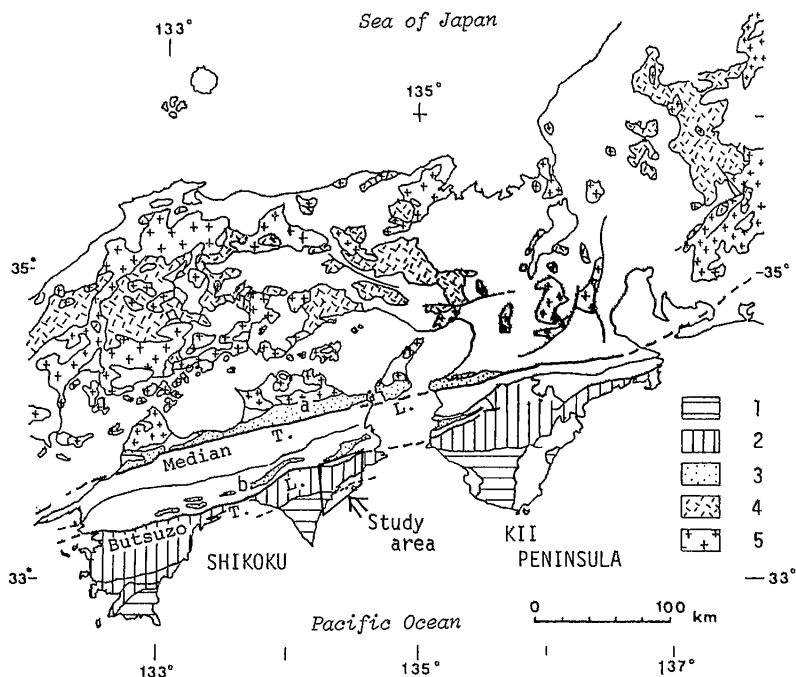 Sea of Japan
133°
135°
35°
35°
a
L.
T.
Median
b
L.
T.
Butsuzo
Study
area
SHIKOKU
KII
PENINSULA
1
2
3
4
5
33°
33°
0 100 km
Pacific Ocean
133° 135° 137°